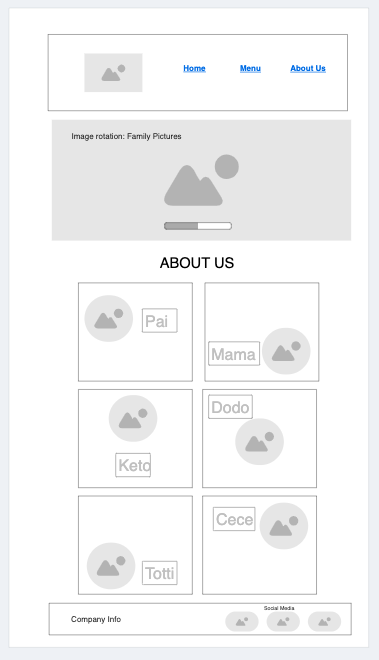 Home Menu About Us
Image rotation: Family Pictures
ABOUT US
Pai
Mama
Keto
Dodo
Totti
Cece
Company Info
Social Media